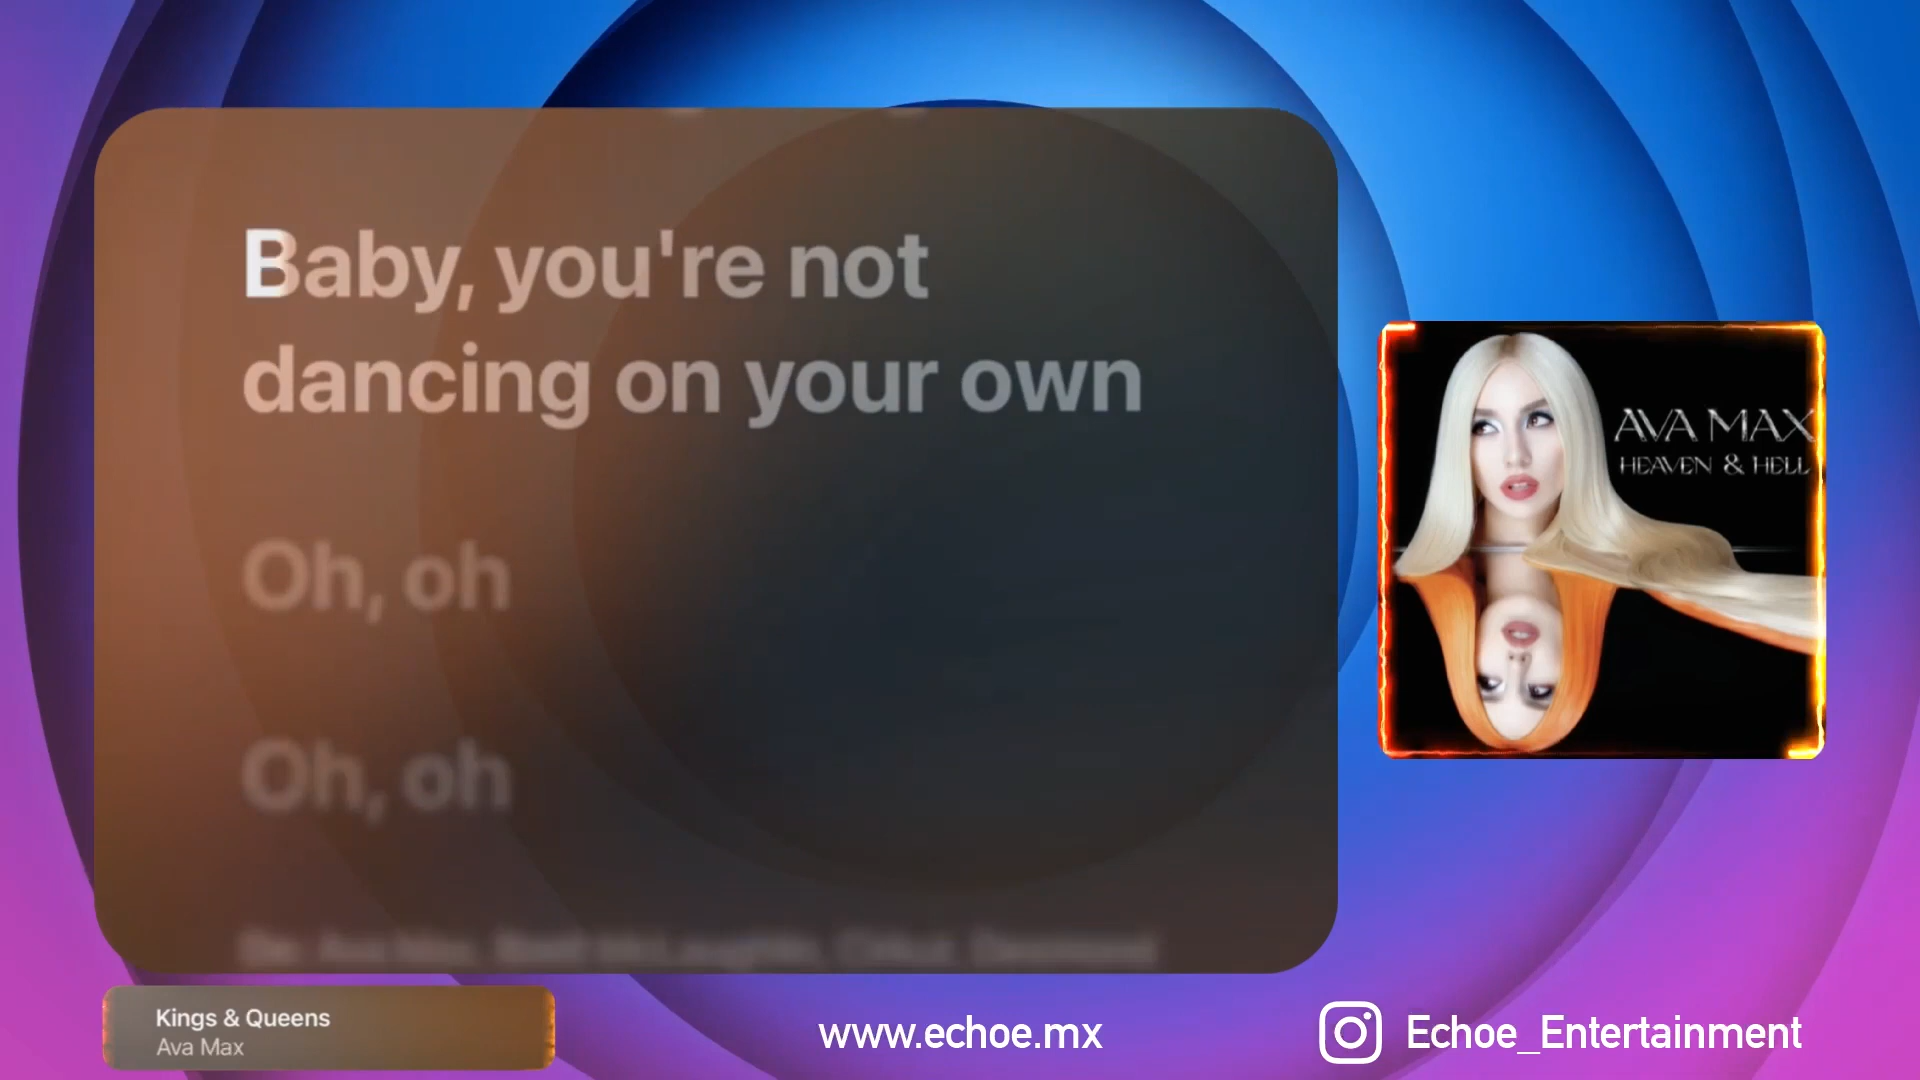 Baby, you're not
dancing on your own
Oh, oh
Oh, oh
AVA MAX
HEAVEN & HELL
Kings & Queens
Ava Max
www.echoe.mx
Echoe_Entertainment